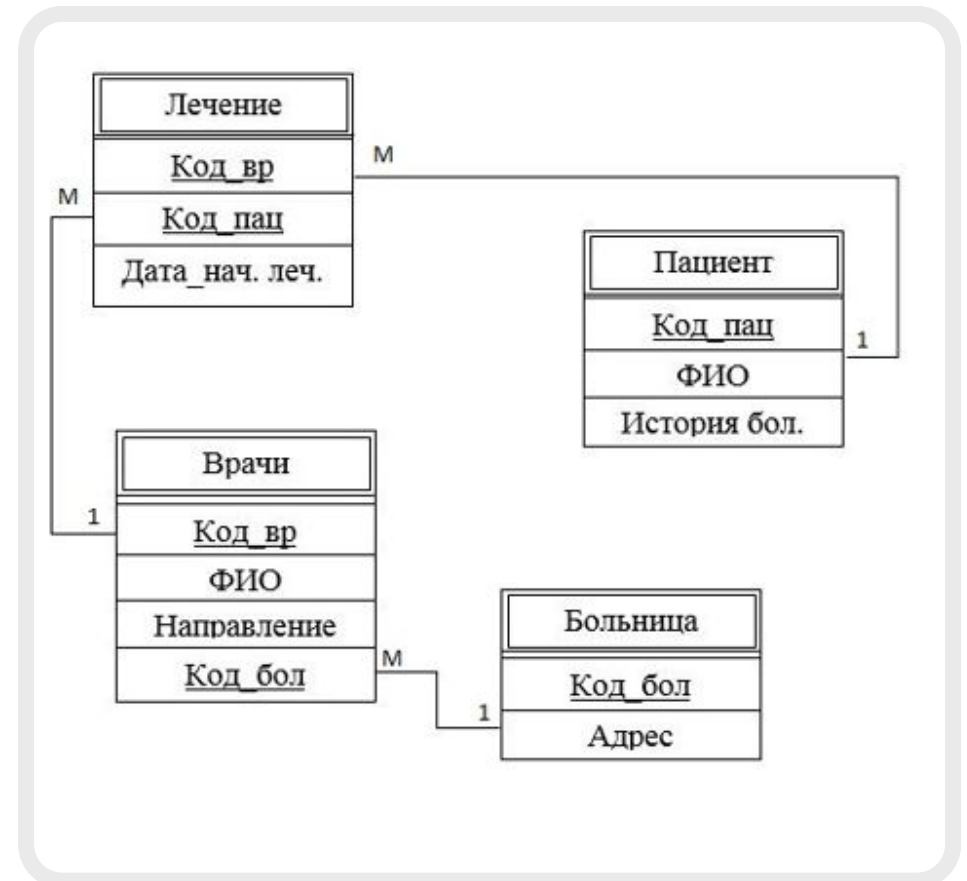 Лечение
Код_вр
Код_пац
Дата_нач. леч.
М
М
Пациент
Код_пац
ФИО
История бол.
1
Врачи
Код_вр
ФИО
Направление
Код_бол
1
М
Больница
Код_бол
Адрес
1